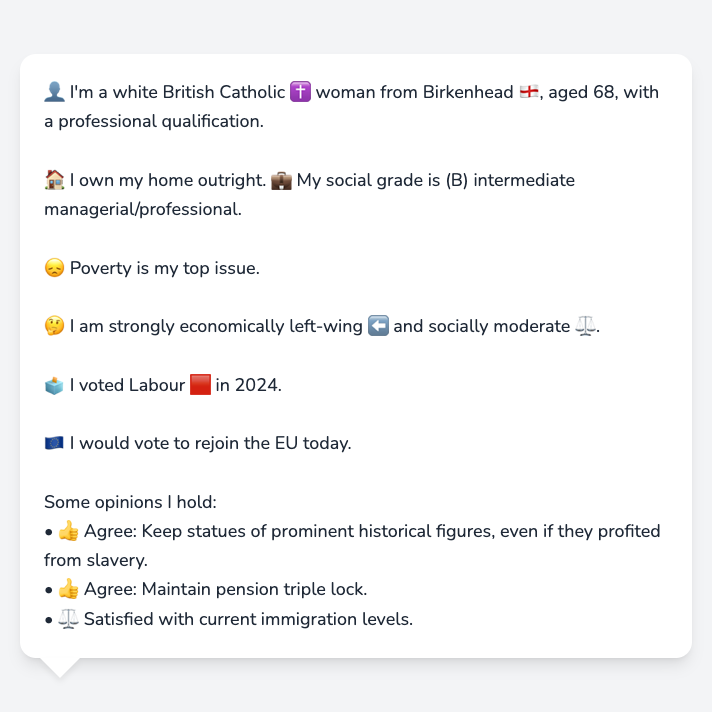 👤 I'm a white British Catholic ✝️ woman from Birkenhead 🏴󠁧󠁢󠁥󠁮󠁧󠁿, aged 68, with
a professional qualification.
🏠 I own my home outright. 💼 My social grade is (B) intermediate
managerial/professional.
😞 Poverty is my top issue.
🤔 I am strongly economically left-wing ⬅️ and socially moderate ⚖️.
🗳️ I voted Labour 🟥 in 2024.
🇪🇺 I would vote to rejoin the EU today.
Some opinions I hold:
• 👍 Agree: Keep statues of prominent historical figures, even if they profited
from slavery.
• 👍 Agree: Maintain pension triple lock.
• ⚖️ Satisfied with current immigration levels.